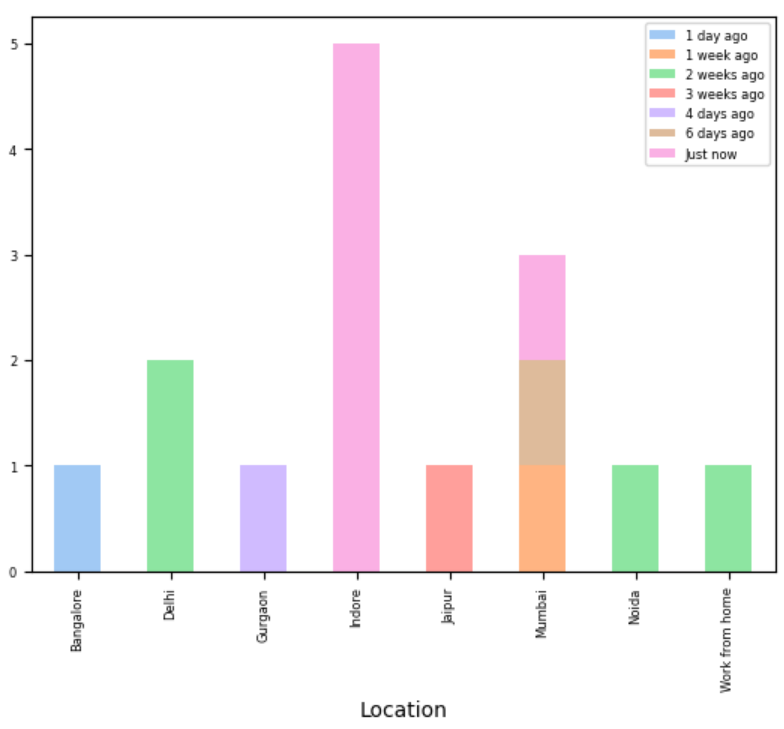 5
4
3
2
1
0
1 day ago
1 week ago
2 weeks ago
3 weeks ago
4 days ago
6 days ago
Just now
Bangalore
Delhi
Gurgaon
Indore
Jaipur
Mumbai
Noida
Work from home
Location